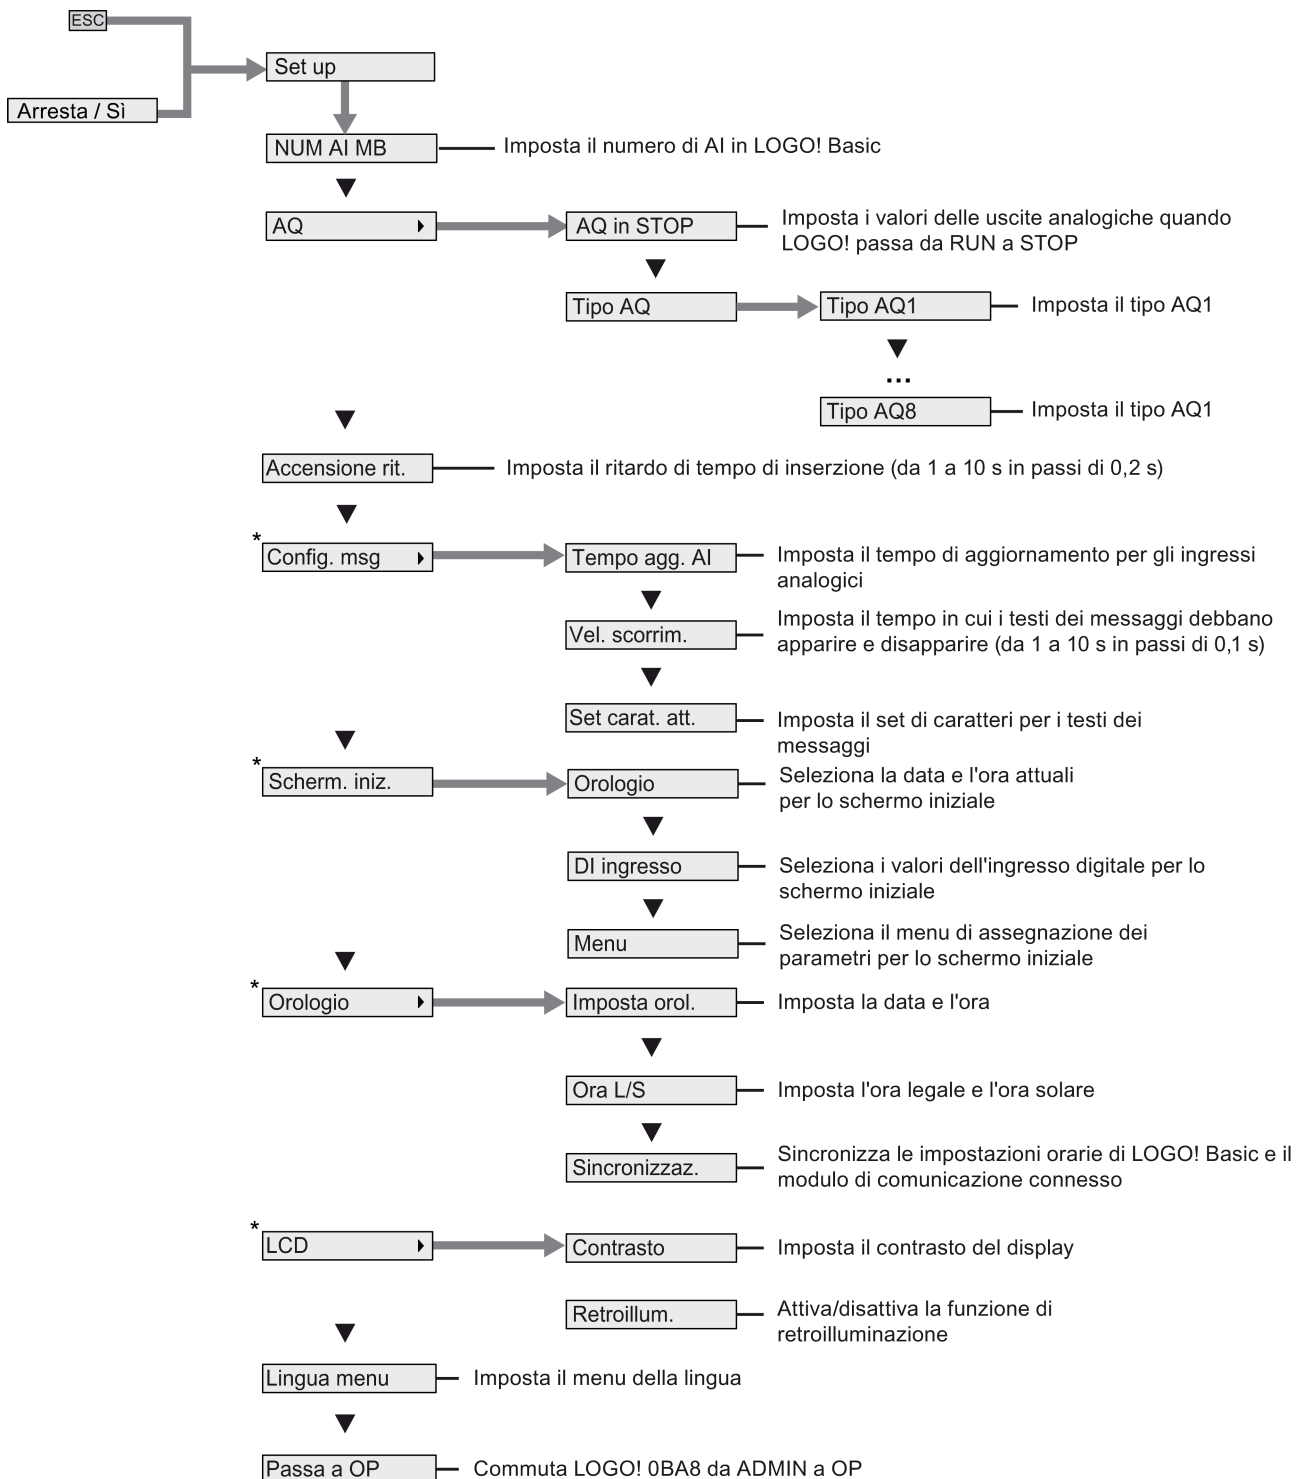 ESC
Set up
Arresta / Sì
NUM AI MB
Imposta il numero di AI in LOGO! Basic
AQ
AQ in STOP
Imposta i valori delle uscite analogiche quando
LOGO! passa da RUN a STOP
Tipo AQ
Tipo AQ1
Imposta il tipo AQ1
...
Tipo AQ8
Imposta il tipo AQ1
Accensione rit.
Imposta il ritardo di tempo di inserzione (da 1 a 10 s in passi di 0,2 s)
*
Config. msg
Tempo agg. AI
Imposta il tempo di aggiornamento per gli ingressi
analogici
Vel. scorrim.
Imposta il tempo in cui i testi dei messaggi debbano
apparire e disapparire (da 1 a 10 s in passi di 0,1 s)
Set carat. att.
Imposta il set di caratteri per i testi dei
messaggi
*
Scherm. iniz.
Orologio
Seleziona la data e l'ora attuali
per lo schermo iniziale
DI ingresso
Seleziona i valori dell'ingresso digitale per lo
schermo iniziale
Menu
Seleziona il menu di assegnazione dei
parametri per lo schermo iniziale
*
Orologio
Imposta orol.
Imposta la data e l'ora
Ora L/S
Imposta l'ora legale e l'ora solare
Sincronizzaz.
Sincronizza le impostazioni orarie di LOGO! Basic e il
modulo di comunicazione connesso
*
LCD
Contrasto
Imposta il contrasto del display
Retroillum.
Attiva/disattiva la funzione di
retroilluminazione
Lingua menu
Imposta il menu della lingua
Passa a OP
Commuta LOGO! 0BA8 da ADMIN a OP